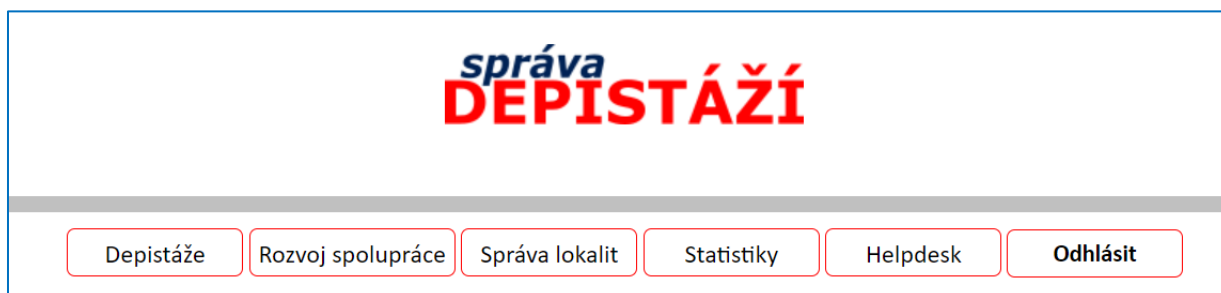 správa
DEPISTÁŽÍ
Depistáže Rozvoj spolupráce Správa lokalit Statistiky Helpdesk Odhlásit